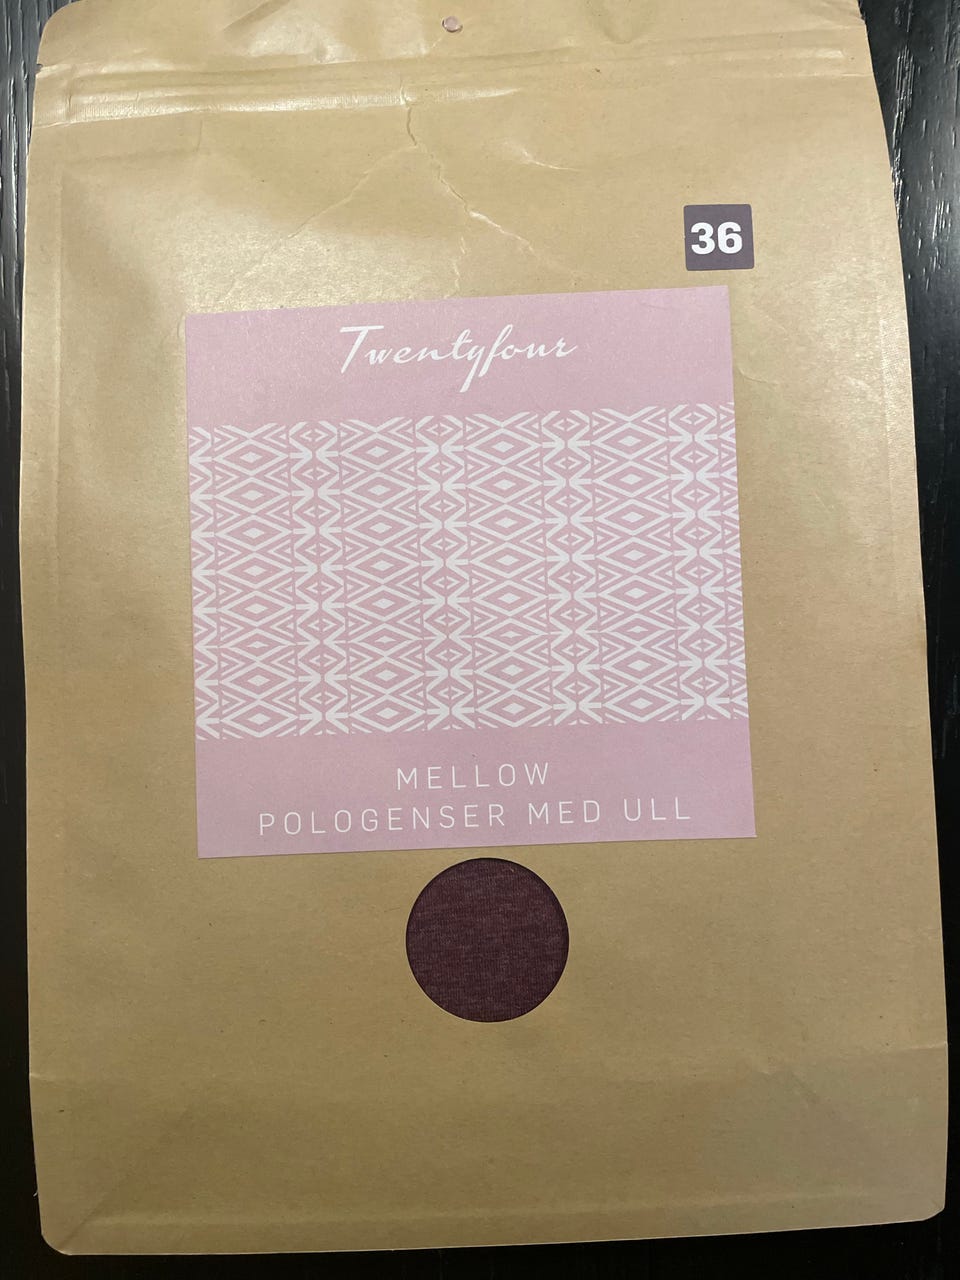 36
Twentyfour
MELLOW
POLOGENSER MED ULL